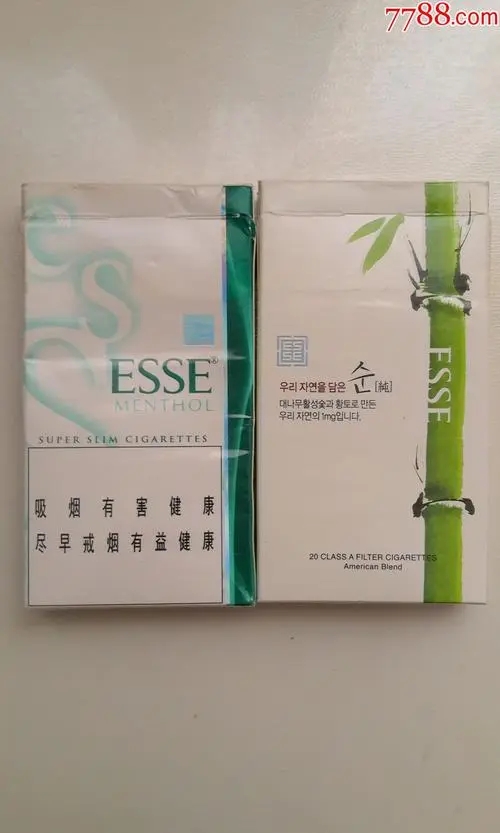 7788.com
ESSE®
MENTHOL
SUPER SLIM CIGARETTES
吸烟有害健康
尽早戒烟有益健康
ES
SE
우리 자연을 담은 순[純]
대나무활성숯과 황토로 만든
우리 자연의 1mg입니다.
ESSE
20 CLASS A FILTER CIGARETTES
American Blend